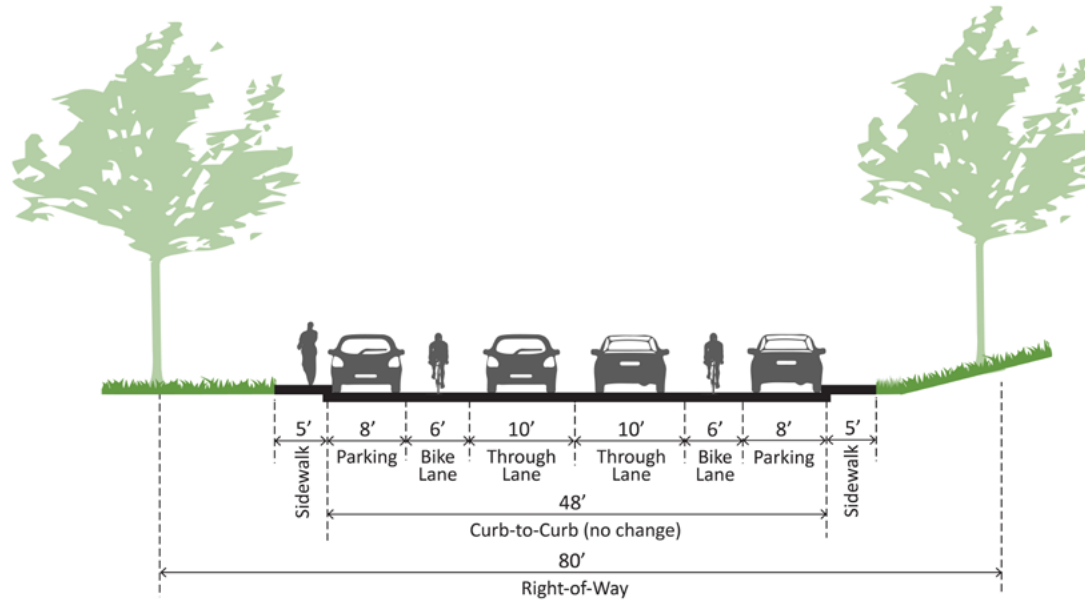 5’ 8’ 6’ 10’ 10’ 6’ 8’ 5’
Sidewalk
Parking
Bike
Lane
Through
Lane
Through
Lane
Bike
Lane
Parking
Sidewalk
48’
Curb-to-Curb (no change)
80’
Right-of-Way